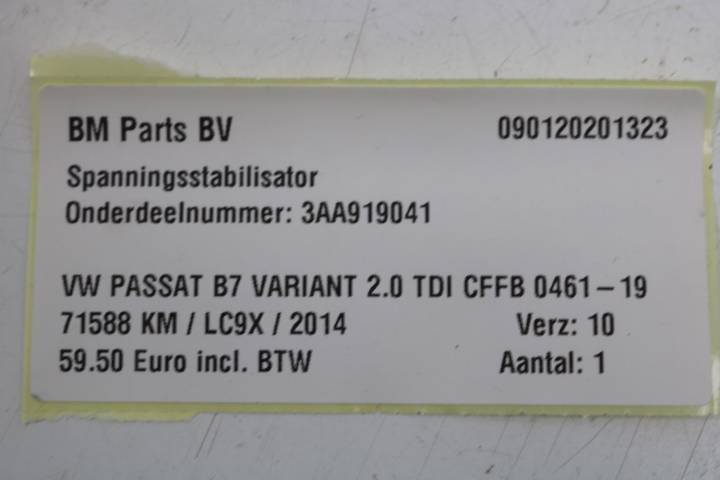 BM Parts BV 090120201323
Spanningsstabilisator
Onderdeelnummer: 3AA919041
VW PASSAT B7 VARIANT 2.0 TDI CFFB 0461-19
71588 KM / LC9X / 2014 Verz: 10
59.50 Euro incl. BTW Aantal: 1